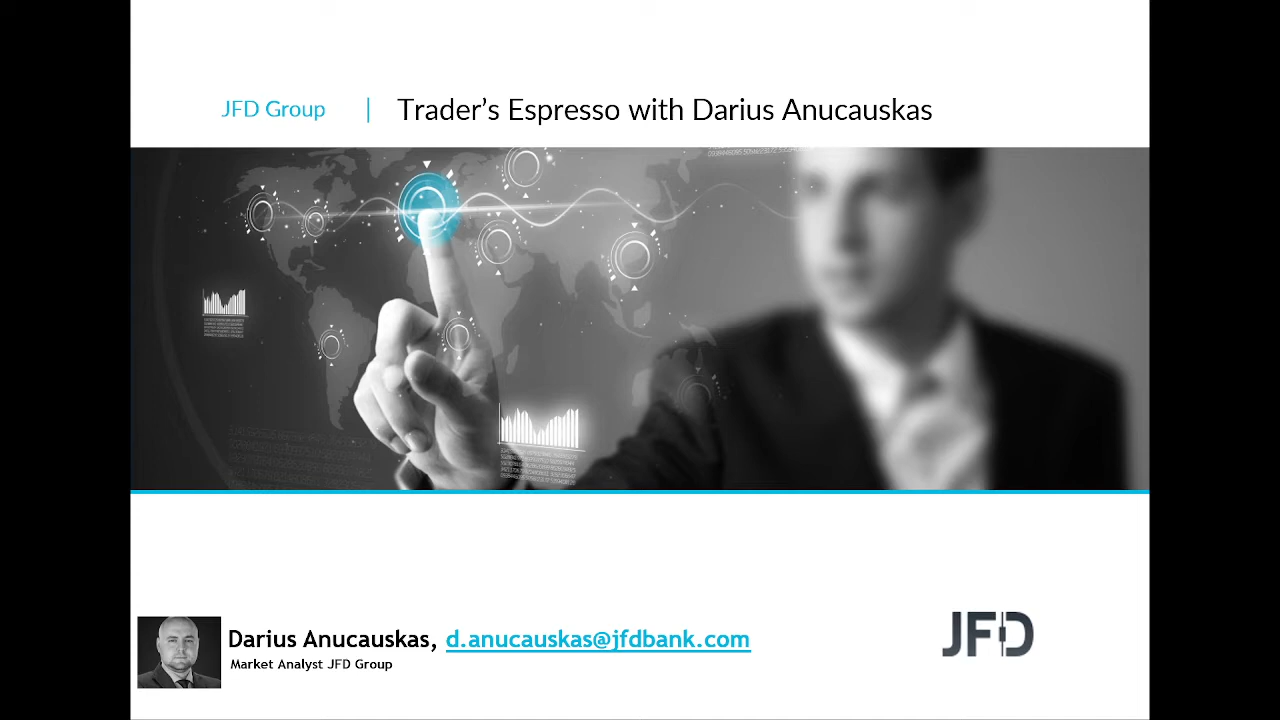 JFD Group | Trader's Espresso with Darius Anucauskas
Darius Anucauskas, d.anucauskas@jfdbank.com
Market Analyst JFD Group
JFD